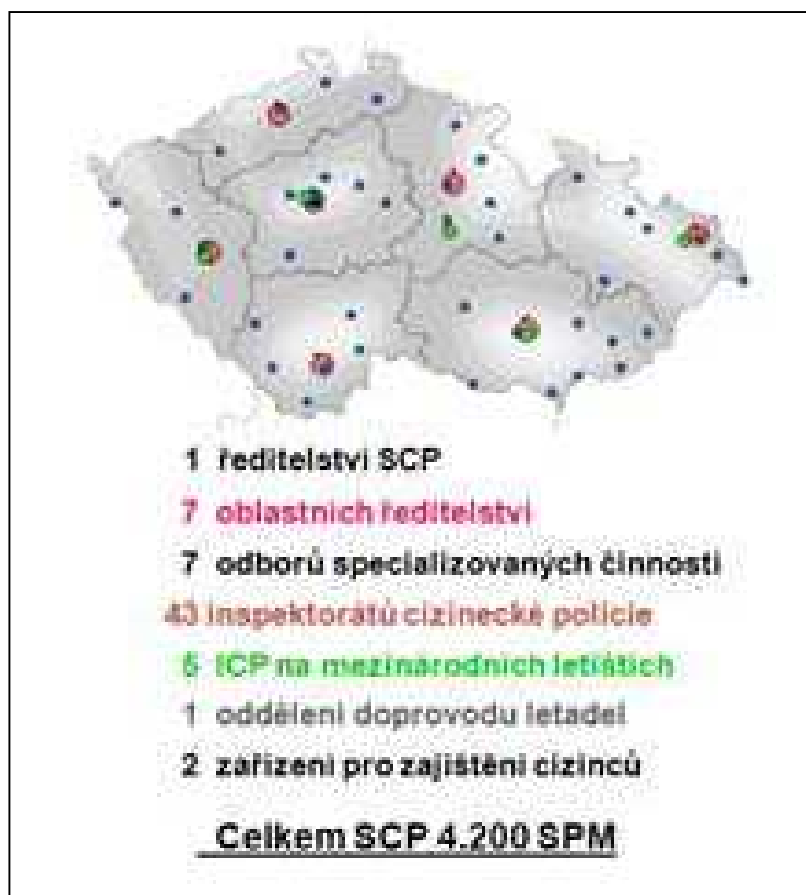 1 ředitelství SCP
7 oblastních ředitelství
7 odborů specializovaných činností
43 inspektorátů cizinecké policie
5 ICP na mezinárodních letištích
1 oddělení doprovodu letadel
2 zařízení pro zajištění cizinců
Celkem SCP 4.200 SPM